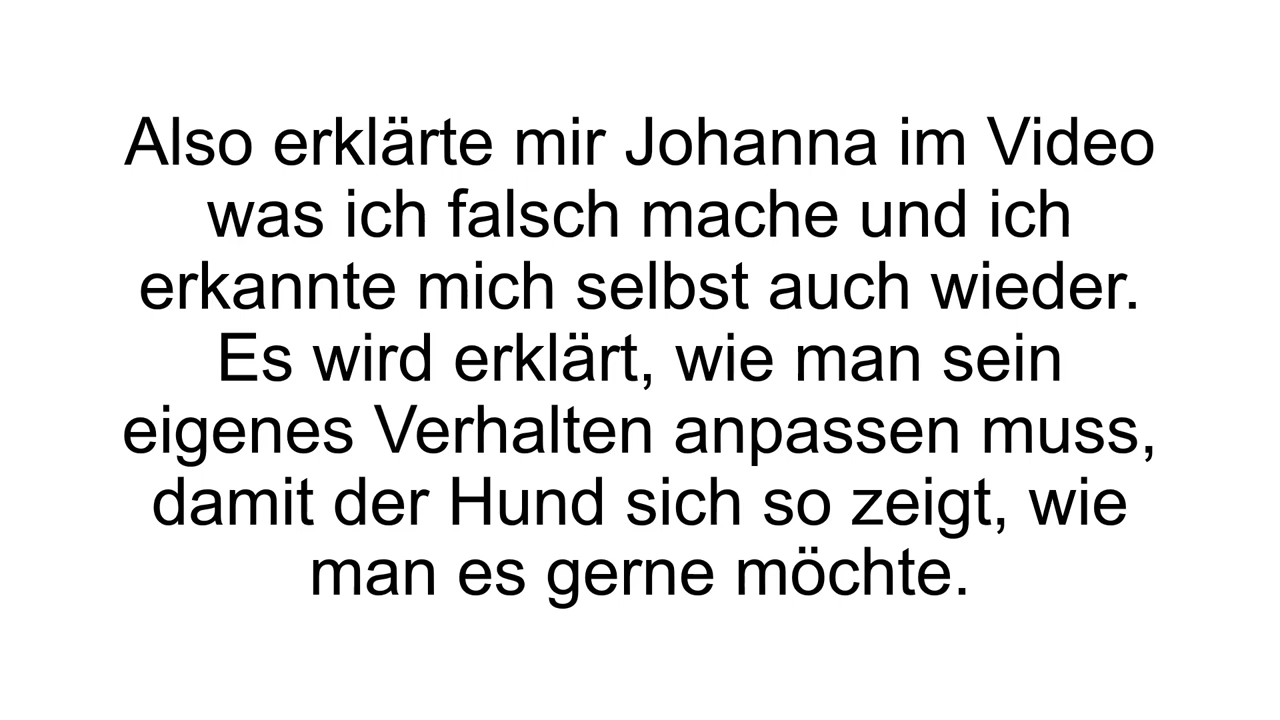 Also erklärte mir Johanna im Video
was ich falsch mache und ich
erkannte mich selbst auch wieder.
Es wird erklärt, wie man sein
eigenes Verhalten anpassen muss,
damit der Hund sich so zeigt, wie
man es gerne möchte.